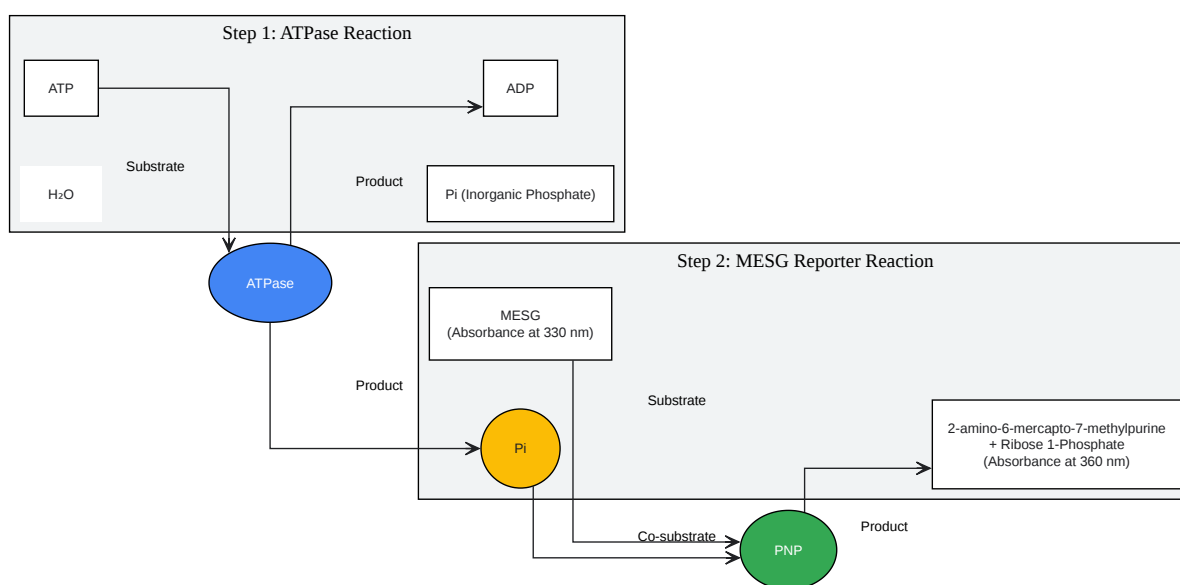 Step 1: ATPase Reaction
ATP
ADP
Substrate
Product
H₂O
Pi (Inorganic Phosphate)
ATPase
Step 2: MESG Reporter Reaction
MESG
(Absorbance at 330 nm)
Product
Substrate
Pi
2-amino-6-mercapto-7-methylpurine
+ Ribose 1-Phosphate
(Absorbance at 360 nm)
Co-substrate
Product
PNP